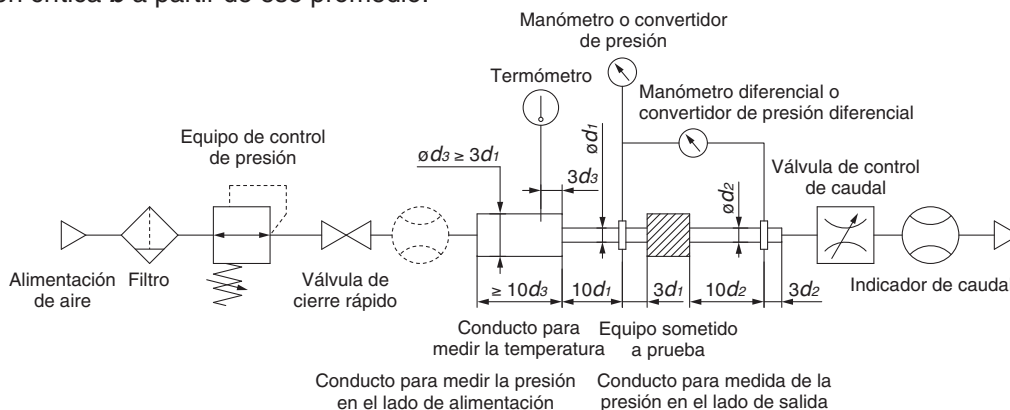 ón crítica b a partir de ese promedio.
Manómetro o convertidor
de presión
Termómetro
Manómetro diferencial o
convertidor de presión diferencial
Equipo de control
de presión
ød1
ød3 ≥ 3d1
3d3
ød2
Válvula de control
de caudal
Alimentación
de aire
Filtro
Válvula de
cierre rápido
Indicador de caudal
≥ 10d3
10d1
3d1
10d2
3d2
Conducto para
medir la temperatura
Equipo sometido
a prueba
Conducto para medir la presión
en el lado de alimentación
Conducto para medida de la
presión en el lado de salida